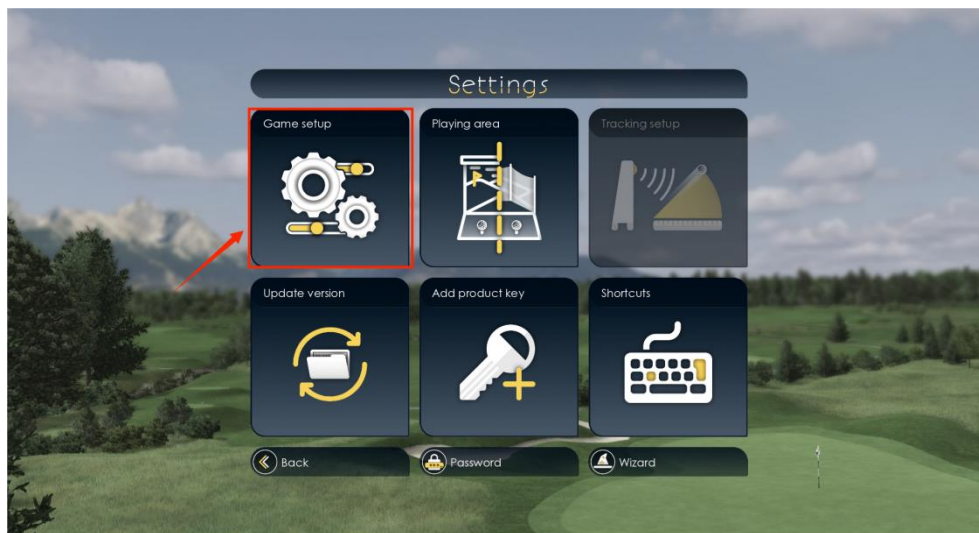 Settings
Game setup
Playing area
Tracking setup
Update version
Add product key
Shortcuts
Back
Password
Wizard